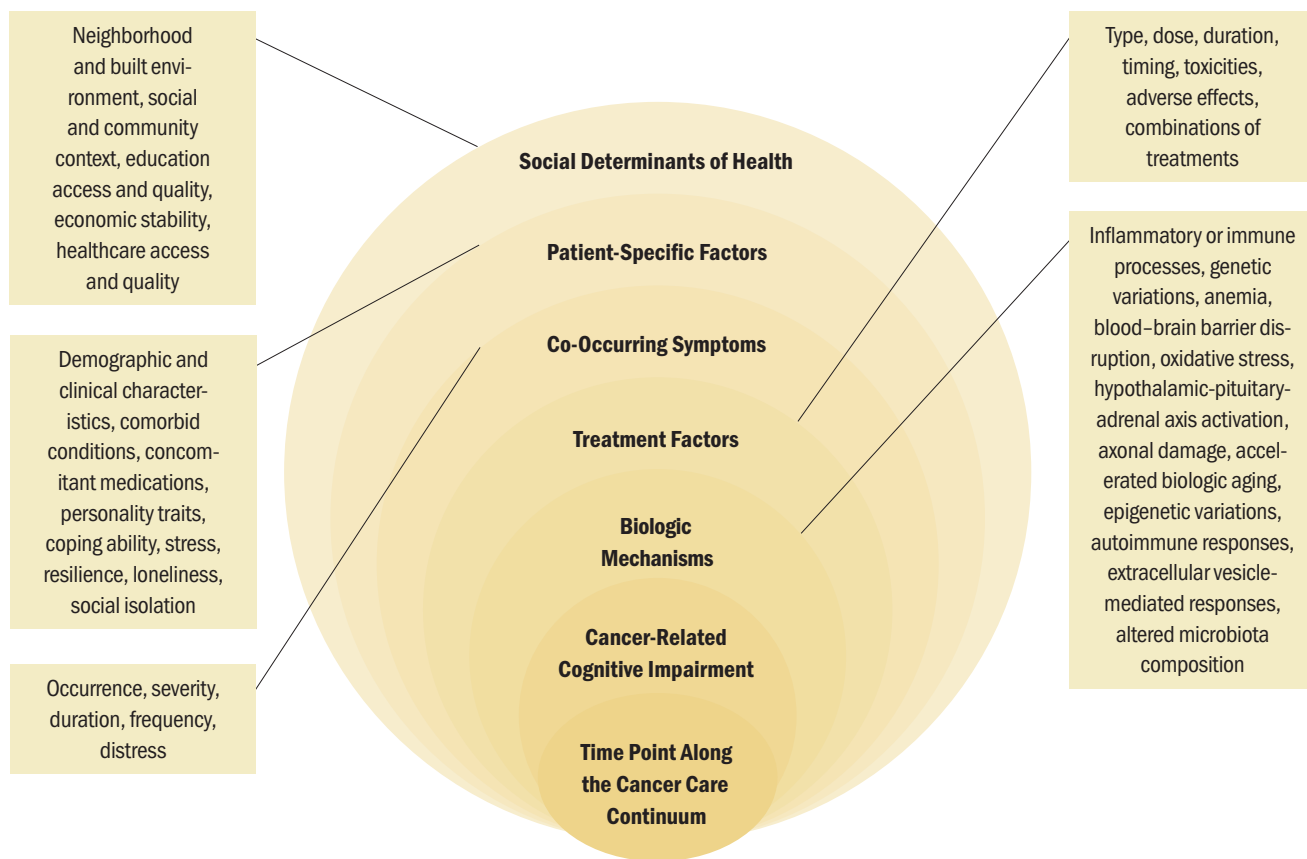 Neighborhood
and built envi-
ronment, social
and community
context, education
access and quality,
economic stability,
healthcare access
and quality
Demographic and
clinical character-
istics, comorbid
conditions, concom-
itant medications,
personality traits,
coping ability, stress,
resilience, loneliness,
social isolation
Occurrence, severity,
duration, frequency,
distress
Social Determinants of Health
Patient-Specific Factors
Co-Occurring Symptoms
Treatment Factors
Biologic
Mechanisms
Cancer-Related
Cognitive Impairment
Time Point Along
the Cancer Care
Continuum
Type, dose, duration,
timing, toxicities,
adverse effects,
combinations of
treatments
Inflammatory or immune
processes, genetic
variations, anemia,
blood–brain barrier dis-
ruption, oxidative stress,
hypothalamic-pituitary-
adrenal axis activation,
axonal damage, accel-
erated biologic aging,
epigenetic variations,
autoimmune responses,
extracellular vesicle-
mediated responses,
altered microbiota
composition